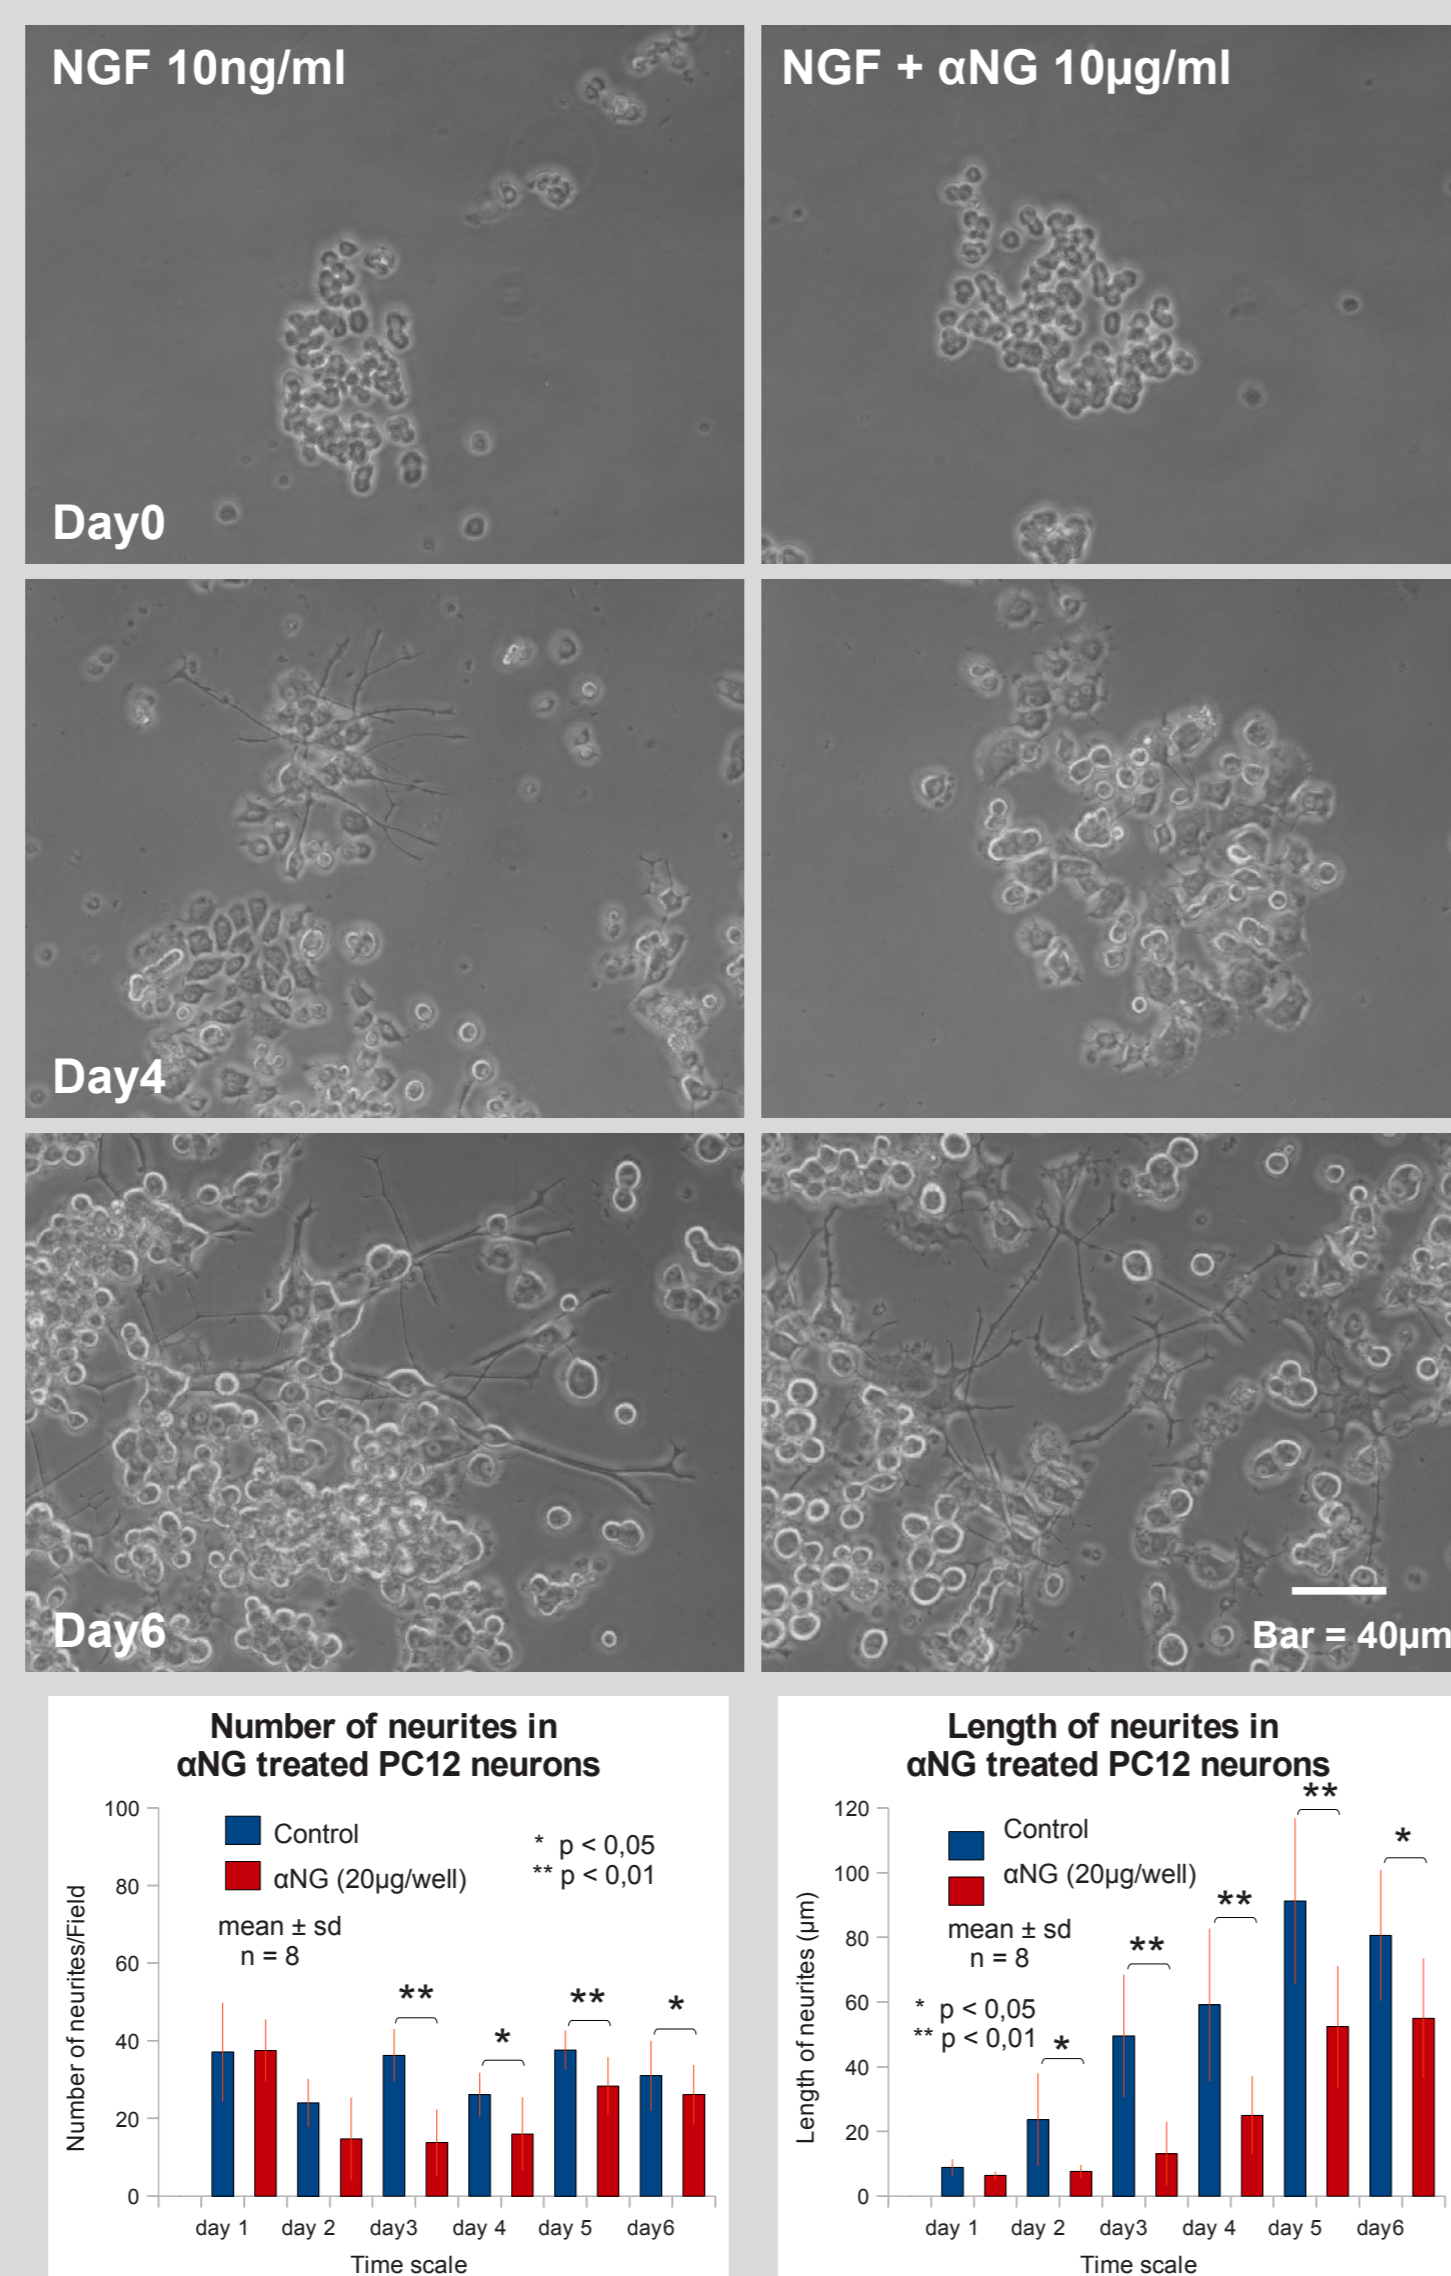 NGF 10ng/ml
NGF + αNG 10µg/ml
Day0
Day4
Day6
Bar = 40µm
Number of neurites in
αNG treated PC12 neurons
Number of neurites/Field
100
80
60
40
20
0
Control
αNG (20µg/well)
mean ± sd
n = 8
* p < 0,05
** p < 0,01
**
*
**
*
day 1
day 2
day3
day 4
day 5
day6
Time scale
Length of neurites in
αNG treated PC12 neurons
Length of neurites (µm)
120
100
80
60
40
20
0
Control
αNG (20µg/well)
mean ± sd
n = 8
* p < 0,05
** p < 0,01
*
**
**
**
*
day 1
day 2
day3
day 4
day 5
day6
Time scale